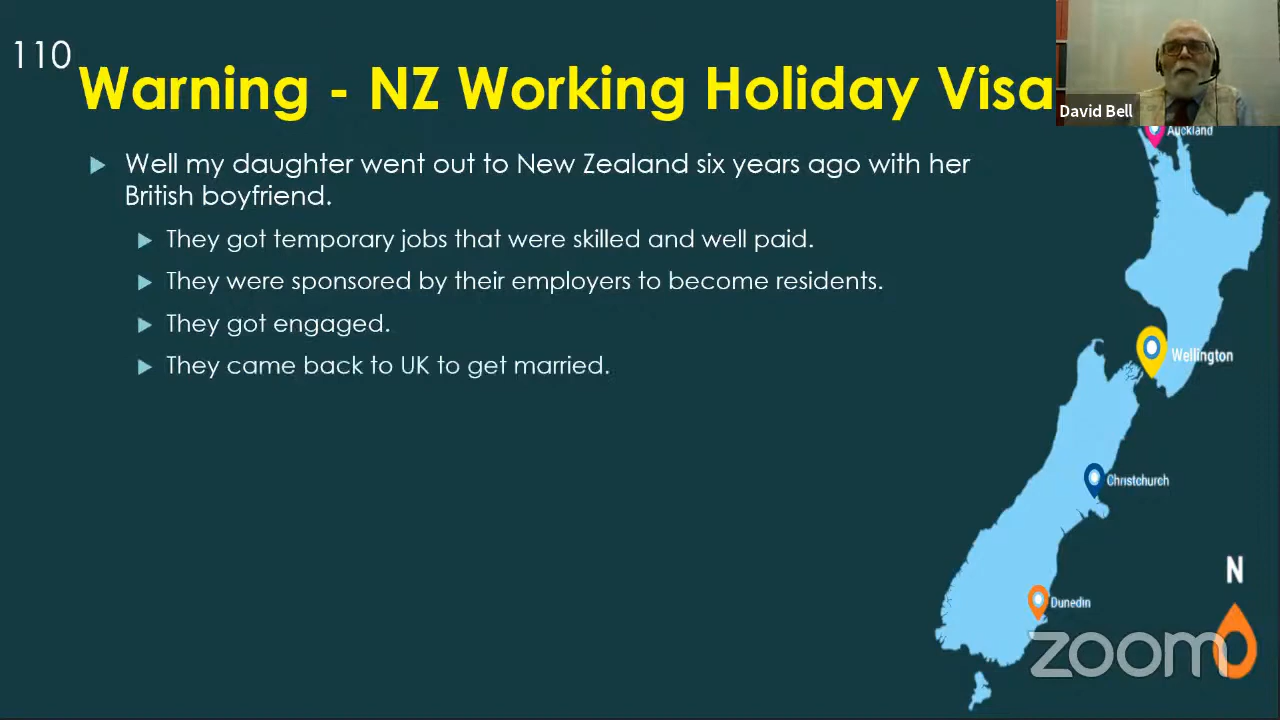 110
Warning - NZ Working Holiday Visa
David Bell
Well my daughter went out to New Zealand six years ago with her
British boyfriend.
They got temporary jobs that were skilled and well paid.
They were sponsored by their employers to become residents.
They got engaged.
They came back to UK to get married.
Auckland
Wellington
Christchurch
Dunedin
N
zoom